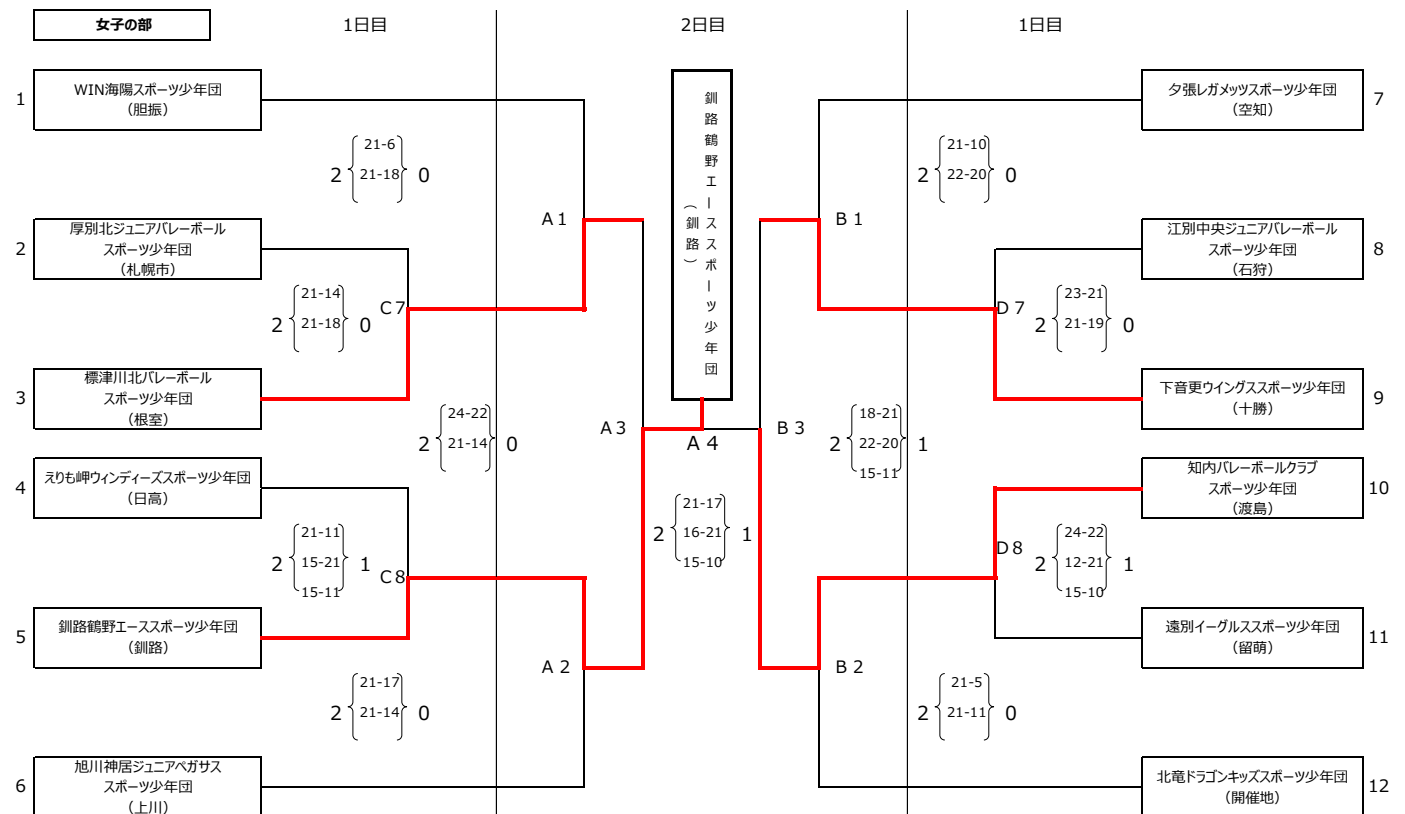 女子の部
1日目
2日目
1日目
1
WIN海陽スポーツ少年団
（胆振）
21-6
21-18
2
0
2
厚別北ジュニアバレーボール
スポーツ少年団
（札幌市）
21-14
21-18
2
0
C7
A1
3
標津川北バレーボール
スポーツ少年団
（根室）
24-22
21-14
2
0
A3
4
えりも岬ウィンディーズスポーツ少年団
（日高）
21-11
15-21
15-11
2
1
C8
5
釧路鶴野エーススポーツ少年団
（釧路）
A2
21-17
21-14
2
0
6
旭川神居ジュニアペガサス
スポーツ少年団
（上川）
釧路鶴野エーススポーツ少年団
（釧路）
A4
21-17
16-21
15-10
2
1
夕張レガメッツスポーツ少年団
（空知）
7
21-10
22-20
2
0
B1
江別中央ジュニアバレーボール
スポーツ少年団
（石狩）
8
D7
23-21
21-19
2
0
下音更ウイングススポーツ少年団
（十勝）
9
B3
18-21
22-20
15-11
2
1
知内バレーボールクラブ
スポーツ少年団
（渡島）
10
D8
24-22
12-21
15-10
2
1
遠別イーグルススポーツ少年団
（留萌）
11
B2
21-5
21-11
2
0
北竜ドラゴンキッズスポーツ少年団
（開催地）
12